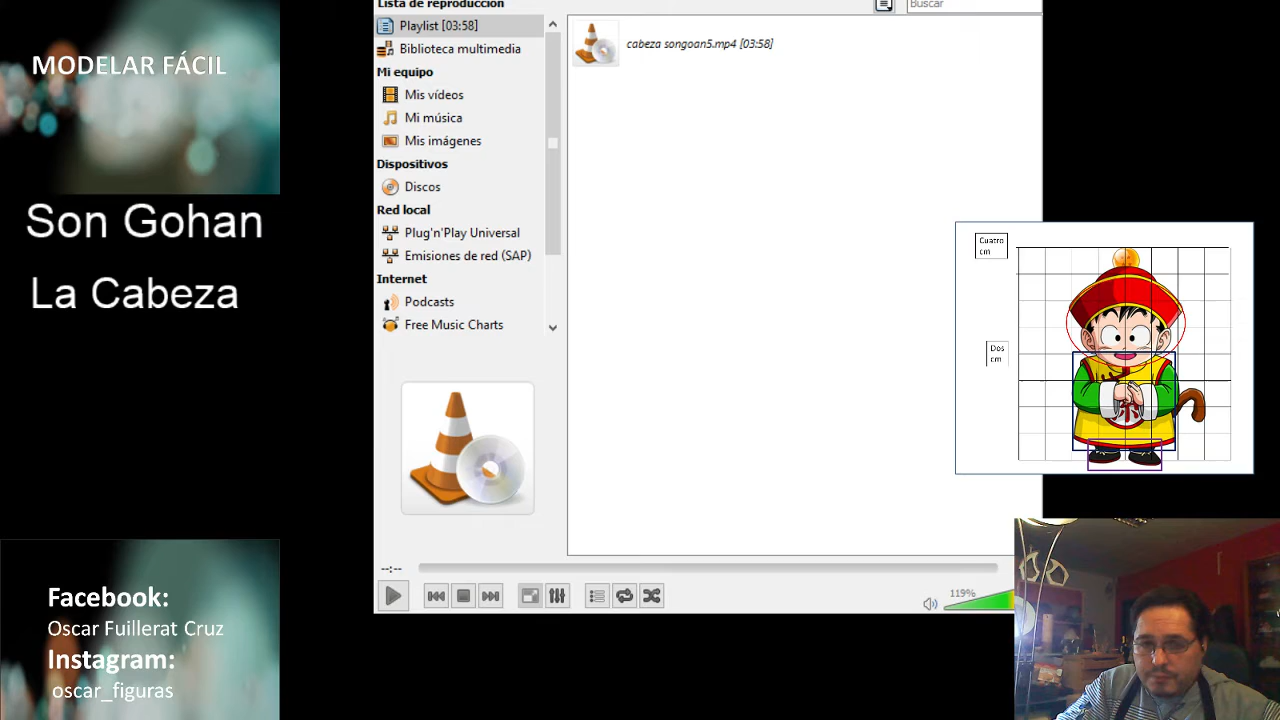 MODELAR FÁCIL
Son Gohan
La Cabeza
Facebook:
Oscar Fuillerat Cruz
Instagram:
oscar_figuras
Lista de reproducción
Buscar
Playlist [03:58]
Biblioteca multimedia
Mi equipo
Mis vídeos
Mi música
Mis imágenes
Dispositivos
Discos
Red local
Plug'n'Play Universal
Emisiones de red (SAP)
Internet
Podcasts
Free Music Charts
cabeza songoan5.mp4 [03:58]
--:--
119%
Cuatro
cm
Dos
cm